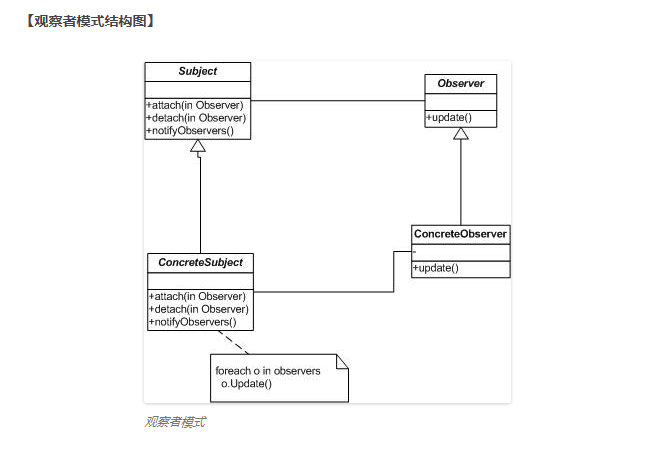 【观察者模式结构图】
Subject
+attach(in Observer)
+detach(in Observer)
+notifyObservers()
Observer
+update()
ConcreteObserver
-
+update()
ConcreteSubject
+attach(in Observer)
+detach(in Observer)
+notifyObservers()
foreach o in observers
o.Update()
观察者模式